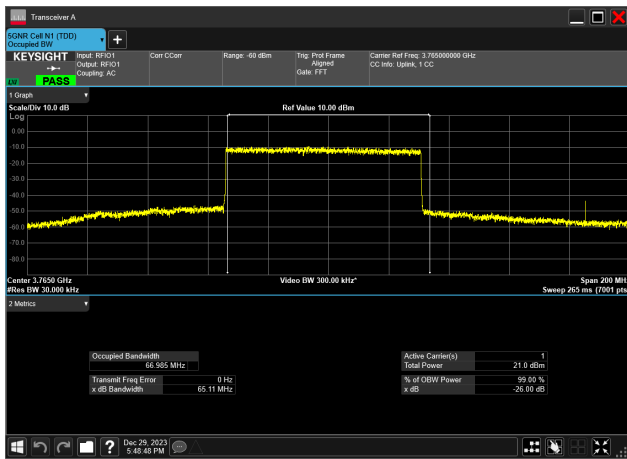 Transceiver A
5GNR Cell N1 (TDD)
Occupied BW
KEYSIGHT
Input: RFIO1
Output: RFIO1
Coupling: AC
Corr CCorr
Range: -60 dBm
Trig: Prot Frame
Aligned
Gate: FFT
Carrier Ref Freq: 3.765000000 GHz
CC Info: Uplink, 1 CC
PASS
1 Graph
Scale/Div 10.0 dB
Ref Value 10.00 dBm
Log
0.00
-10.0
-20.0
-30.0
-40.0
-50.0
-60.0
-70.0
-80.0
Center 3.7650 GHz
Video BW 300.00 kHz*
Span 200 MH
#Res BW 30.000 kHz
Sweep 265 ms (7001 pts
2 Metrics
Occupied Bandwidth
66.985 MHz
Transmit Freq Error 0 Hz
x dB Bandwidth 65.11 MHz
Active Carrier(s) 1
Total Power 21.0 dBm
% of OBW Power 99.00 %
x dB -26.00 dB
Dec 29, 2023
5:48:48 PM